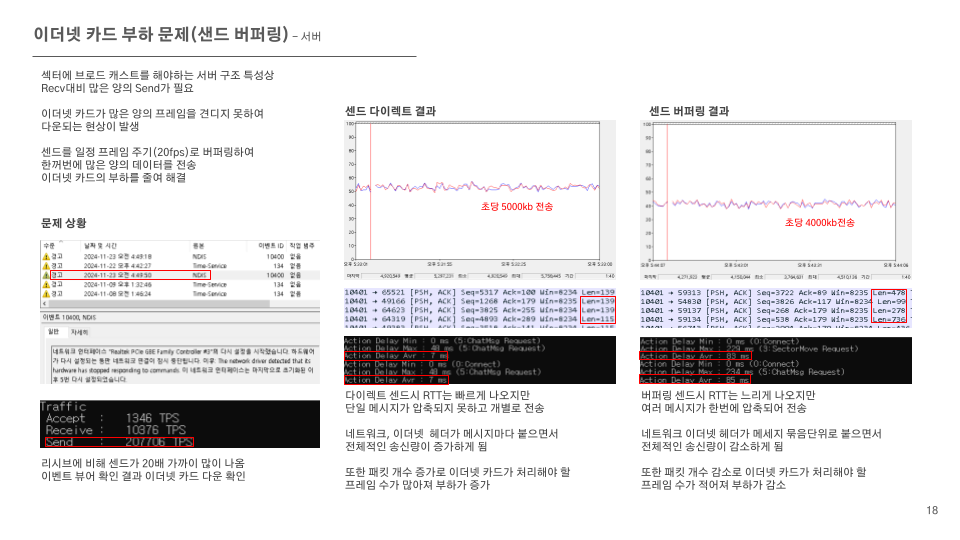 이더넷 카드 부하 문제(샌드 버퍼링) – 서버
섹터에 브로드 캐스트를 해야하는 서버 구조 특성상
Recv대비 많은 양의 Send가 필요
이더넷 카드가 많은 양의 프레임을 견디지 못하여
다운되는 현상이 발생
센드를 일정 프레임 주기(20fps)로 버퍼링하여
한꺼번에 많은 양의 데이터를 전송
이더넷 카드의 부하를 줄여 해결
문제 상황
수준 날짜 및 시간 원본 이벤트 ID 작업 범주
경고 2024-11-23 오전 4:49:18 NDIS 10400 없음
경고 2024-11-22 오후 4:42:27 Time-Service 134 없음
경고 2024-11-23 오전 4:49:50 NDIS 10400 없음
경고 2024-11-09 오후 1:32:46 Time-Service 134 없음
경고 2024-11-08 오후 1:46:24 Time-Service 134 없음
이벤트 10400, NDIS
일반 자세히
네트워크 인터페이스 "Realtek PCIe GBE Family Controller #3"가 다시 설정을 시작했습니다. 하드웨어
가 다시 설정되는 동안 네트워크 연결이 잠시 중단됩니다. 이유: The network driver detected that its
hardware has stopped responding to commands. 이 네트워크 인터페이스는 마지막으로 초기화된 이
후 5번 다시 설정되었습니다.
Traffic
Accept : 1346 TPS
Receive : 10376 TPS
Send : 207706 TPS
리시브에 비해 센드가 20배 가까이 많이 나옴
이벤트 뷰어 확인 결과 이더넷 카드 다운 확인
센드 다이렉트 결과
100
90
80
70
60
50
40
30
20
10
0
초당 5000kb 전송
10401 → 65521 [PSH, ACK] Seq=5317 Ack=100 Win=8234 Len=139
10401 → 49166 [PSH, ACK] Seq=1268 Ack=179 Win=8235 Len=139
10401 → 64623 [PSH, ACK] Seq=3825 Ack=255 Win=8234 Len=139
10401 → 64319 [PSH, ACK] Seq=4893 Ack=289 Win=8234 Len=115
Action Delay Min : 0 ms (5:ChatMsg Request)
Action Delay Max : 48 ms (5:ChatMsg Request)
Action Delay Avr : 7 ms
Action Delay Min : 0 ms (0:Connect)
Action Delay Max : 48 ms (5:ChatMsg Request)
Action Delay Avr : 7 ms
다이렉트 센드시 RTT는 빠르게 나오지만
단일 메시지가 압축되지 못하고 개별로 전송
네트워크, 이더넷 헤더가 메시지마다 붙으면서
전체적인 송신량이 증가하게 됨
또한 패킷 개수 증가로 이더넷 카드가 처리해야 할
프레임 수가 많아져 부하가 증가
센드 버퍼링 결과
100
90
80
70
60
50
40
30
20
10
0
초당 4000kb전송
10401 → 59313 [PSH, ACK] Seq=3722 Ack=89 Win=8235 Len=478
10401 → 54830 [PSH, ACK] Seq=3826 Ack=117 Win=8234 Len=99
10401 → 59137 [PSH, ACK] Seq=268 Ack=179 Win=8235 Len=278
10401 → 59134 [PSH, ACK] Seq=538 Ack=179 Win=8235 Len=736
Action Delay Min : 0 ms (0:Connect)
Action Delay Max : 229 ms (3:SectorMove Request)
Action Delay Avr : 83 ms
Action Delay Min : 0 ms (0:Connect)
Action Delay Max : 234 ms (5:ChatMsg Request)
Action Delay Avr : 85 ms
버퍼링 센드시 RTT는 느리게 나오지만
여러 메시지가 한번에 압축되어 전송
네트워크 이더넷 헤더가 메세지 묶음단위로 붙으면서
전체적인 송신량이 감소하게 됨
또한 패킷 개수 감소로 이더넷 카드가 처리해야 할
프레임 수가 적어져 부하가 감소
18